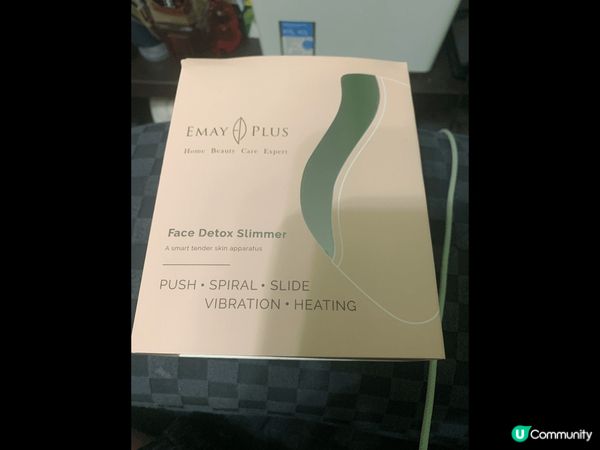 EMAY PLUS
Home Beauty Care Expert
Face Detox Slimmer
A smart tender skin apparatus
PUSH • SPIRAL • SLIDE
VIBRATION • HEATING
U Community